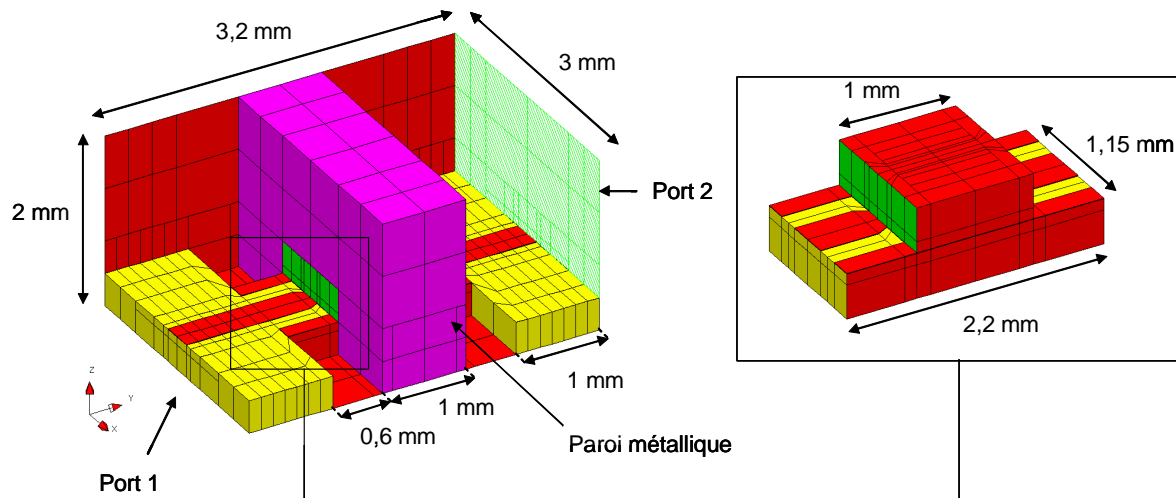 3,2 mm
3 mm
2 mm
Port 2
1 mm
1 mm
0,6 mm
Paroi métallique
Port 1
Z
Y
X
1 mm
1,15 mm
2,2 mm